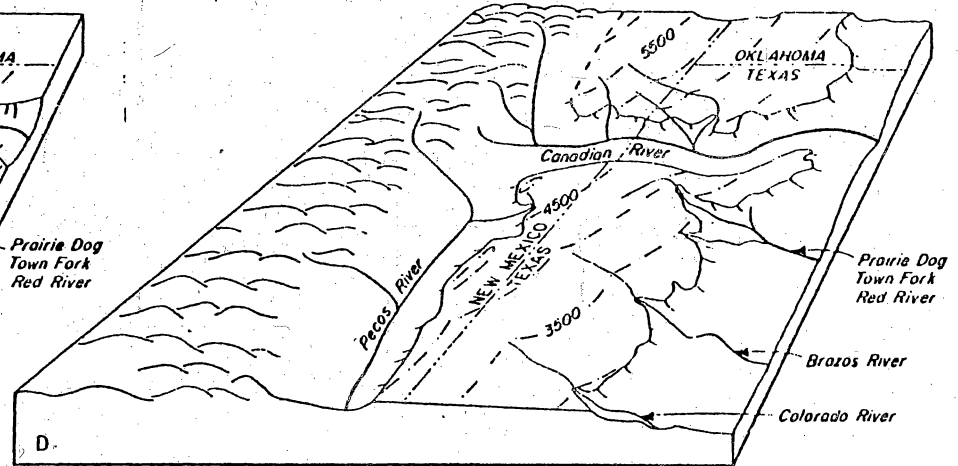 MA
Prairie Dog
Town Fork
Red River
5500
OKLAHOMA
TEXAS
Canadian River
4500
NEW MEXICO
TEXAS
Pecos River
3500
Prairie Dog
Town Fork
Red River
Brazos River
Colorado River
D.